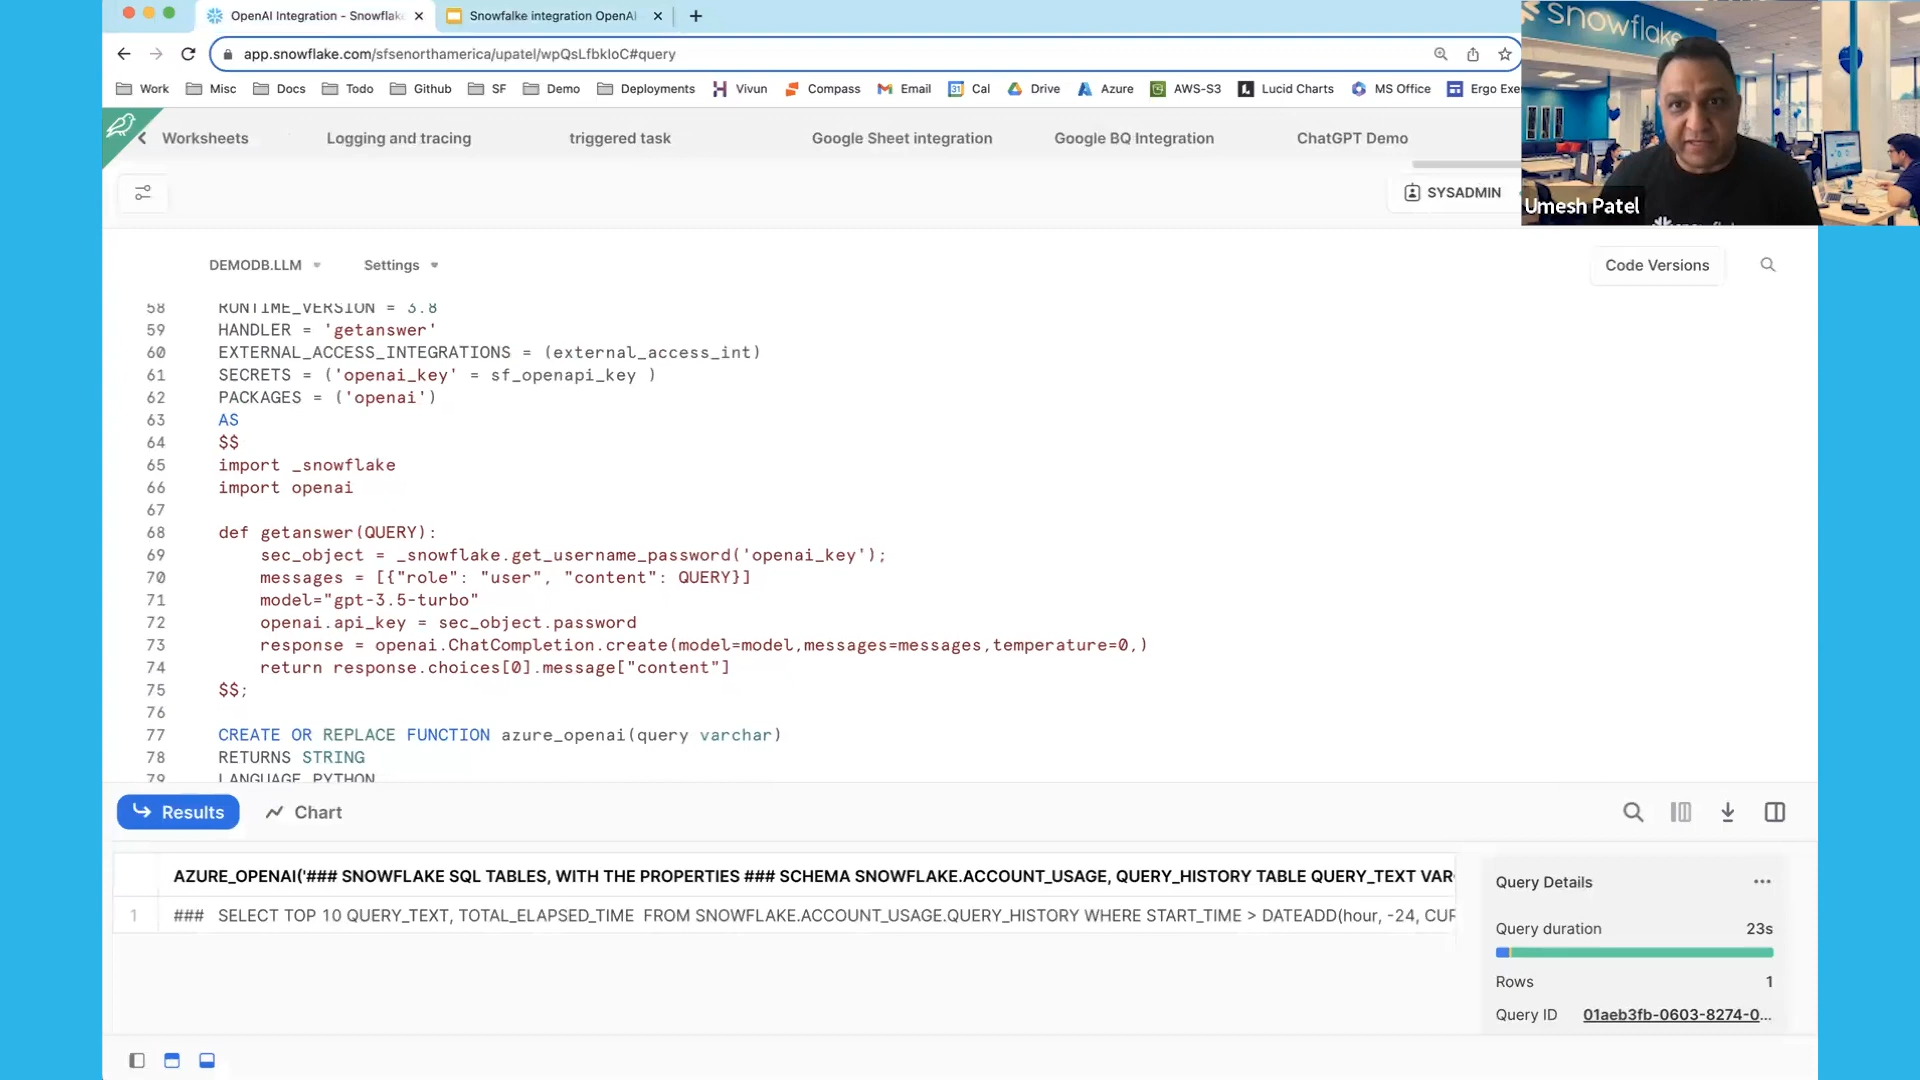 OpenAI Integration - Snowflake
Snowfalke integration OpenAI
app.snowflake.com/sfsenorthamerica/upatel/wpQsLfbkIoC#query
Work Misc Docs Todo Github SF Demo Deployments Vivun Compass Email Cal Drive Azure AWS-S3 Lucid Charts MS Office Ergo Exe
snowflake
Worksheets Logging and tracing triggered task Google Sheet integration Google BQ Integration ChatGPT Demo
SYSADMIN
Umesh Patel
DEMODB.LLM Settings Code Versions
58 RUNTIME_VERSION = 3.8
59 HANDLER = 'getanswer'
60 EXTERNAL_ACCESS_INTEGRATIONS = (external_access_int)
61 SECRETS = ('openai_key' = sf_openapi_key )
62 PACKAGES = ('openai')
63 AS
64 $$
65 import _snowflake
66 import openai
67
68 def getanswer(QUERY):
69 sec_object = _snowflake.get_username_password('openai_key');
70 messages = [{"role": "user", "content": QUERY}]
71 model="gpt-3.5-turbo"
72 openai.api_key = sec_object.password
73 response = openai.ChatCompletion.create(model=model,messages=messages,temperature=0,)
74 return response.choices[0].message["content"]
75 $$;
76
77 CREATE OR REPLACE FUNCTION azure_openai(query varchar)
78 RETURNS STRING
79 LANGUAGE PYTHON
Results Chart
AZURE_OPENAI('### SNOWFLAKE SQL TABLES, WITH THE PROPERTIES ### SCHEMA SNOWFLAKE.ACCOUNT_USAGE, QUERY_HISTORY TABLE QUERY_TEXT VAR
1 ### SELECT TOP 10 QUERY_TEXT, TOTAL_ELAPSED_TIME FROM SNOWFLAKE.ACCOUNT_USAGE.QUERY_HISTORY WHERE START_TIME > DATEADD(hour, -24, CUR
Query Details
Query duration 23s
Rows 1
Query ID 01aeb3fb-0603-8274-0...